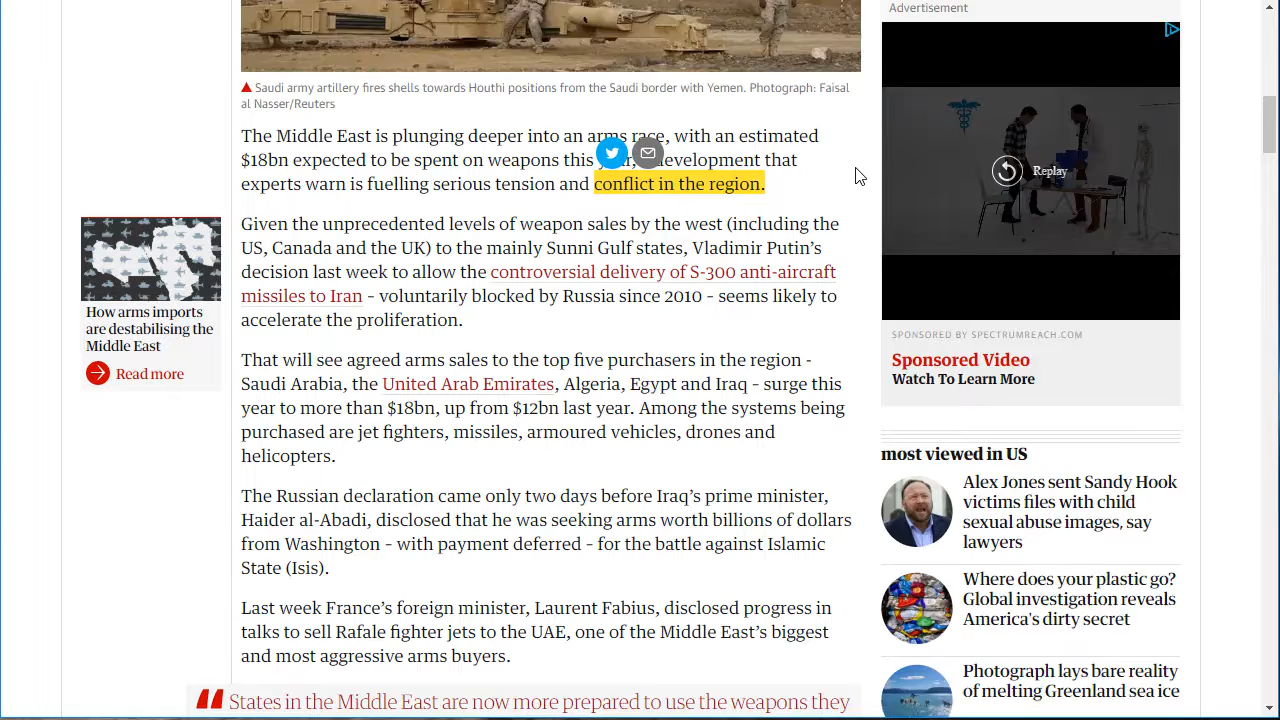 Advertisement
Saudi army artillery fires shells towards Houthi positions from the Saudi border with Yemen. Photograph: Faisal
al Nasser/Reuters
The Middle East is plunging deeper into an arms race, with an estimated
$18bn expected to be spent on weapons this development that
experts warn is fuelling serious tension and conflict in the region.
Given the unprecedented levels of weapon sales by the west (including the
US, Canada and the UK) to the mainly Sunni Gulf states, Vladimir Putin’s
decision last week to allow the controversial delivery of S-300 anti-aircraft
missiles to Iran – voluntarily blocked by Russia since 2010 – seems likely to
accelerate the proliferation.
That will see agreed arms sales to the top five purchasers in the region -
Saudi Arabia, the United Arab Emirates, Algeria, Egypt and Iraq – surge this
year to more than $18bn, up from $12bn last year. Among the systems being
purchased are jet fighters, missiles, armoured vehicles, drones and
helicopters.
The Russian declaration came only two days before Iraq’s prime minister,
Haider al-Abadi, disclosed that he was seeking arms worth billions of dollars
from Washington – with payment deferred – for the battle against Islamic
State (Isis).
Last week France’s foreign minister, Laurent Fabius, disclosed progress in
talks to sell Rafale fighter jets to the UAE, one of the Middle East’s biggest
and most aggressive arms buyers.
States in the Middle East are now more prepared to use the weapons they
How arms imports
are destabilising the
Middle East
Read more
Replay
SPONSORED BY SPECTRUMREACH.COM
Sponsored Video
Watch To Learn More
most viewed in US
Alex Jones sent Sandy Hook
victims files with child
sexual abuse images, say
lawyers
Where does your plastic go?
Global investigation reveals
America's dirty secret
Photograph lays bare reality
of melting Greenland sea ice